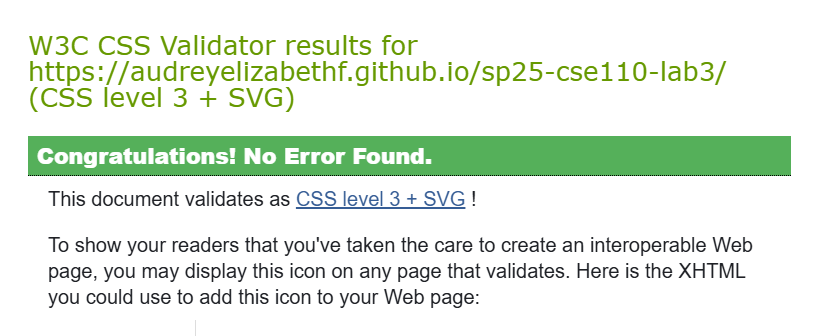 W3C CSS Validator results for
https://audreyelizabethf.github.io/sp25-cse110-lab3/
(CSS level 3 + SVG)
Congratulations! No Error Found.
This document validates as CSS level 3 + SVG !
To show your readers that you've taken the care to create an interoperable Web
page, you may display this icon on any page that validates. Here is the XHTML
you could use to add this icon to your Web page: